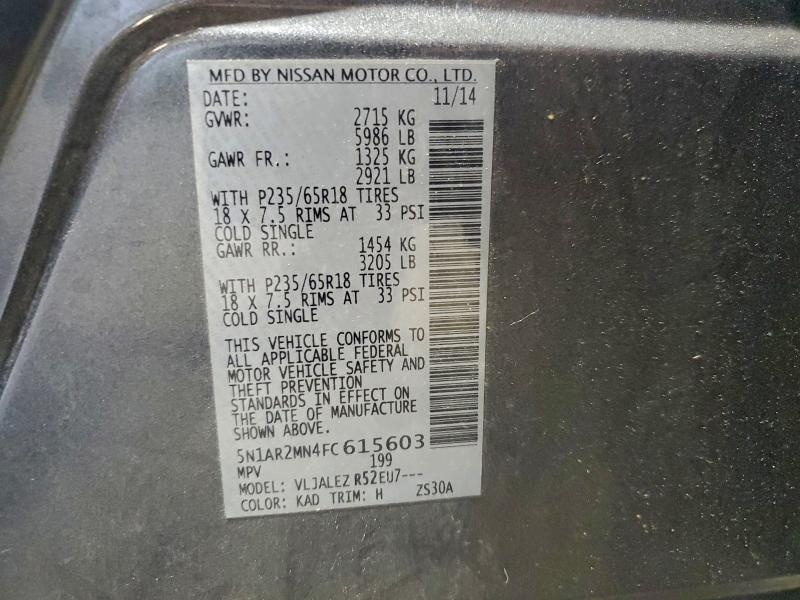 MFD BY NISSAN MOTOR CO., LTD.
DATE: 11/14
GVWR: 2715 KG
5986 LB
GAWR FR.: 1325 KG
2921 LB
WITH P235/65R18 TIRES
18 X 7.5 RIMS AT 33 PSI
COLD SINGLE
GAWR RR.: 1454 KG
3205 LB
WITH P235/65R18 TIRES
18 X 7.5 RIMS AT 33 PSI
COLD SINGLE
THIS VEHICLE CONFORMS TO
ALL APPLICABLE FEDERAL
MOTOR VEHICLE SAFETY AND
THEFT PREVENTION
STANDARDS IN EFFECT ON
THE DATE OF MANUFACTURE
SHOWN ABOVE.
5N1AR2MN4FC615603
MPV 199
MODEL: VLJALEZ R52EU7---
COLOR: KAD TRIM: H ZS30A